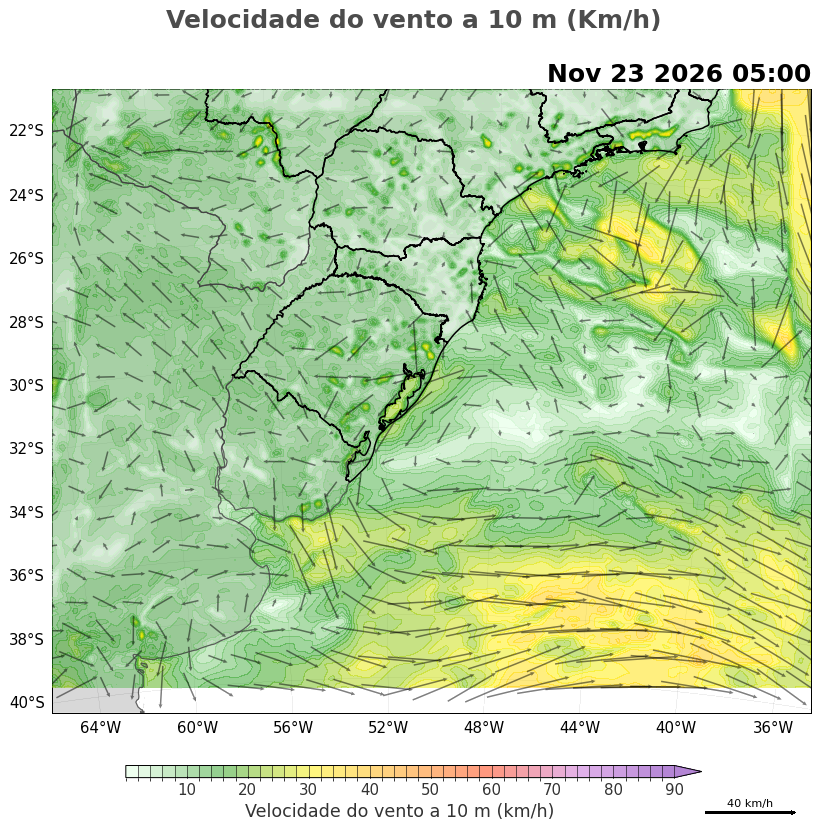 Velocidade do vento a 10 m (Km/h)
Nov 23 2026 05:00
22°S
24°S
26°S
28°S
30°S
32°S
34°S
36°S
38°S
40°S
64°W 60°W 56°W 52°W 48°W 44°W 40°W 36°W
10 20 30 40 50 60 70 80 90
Velocidade do vento a 10 m (km/h)
40 km/h